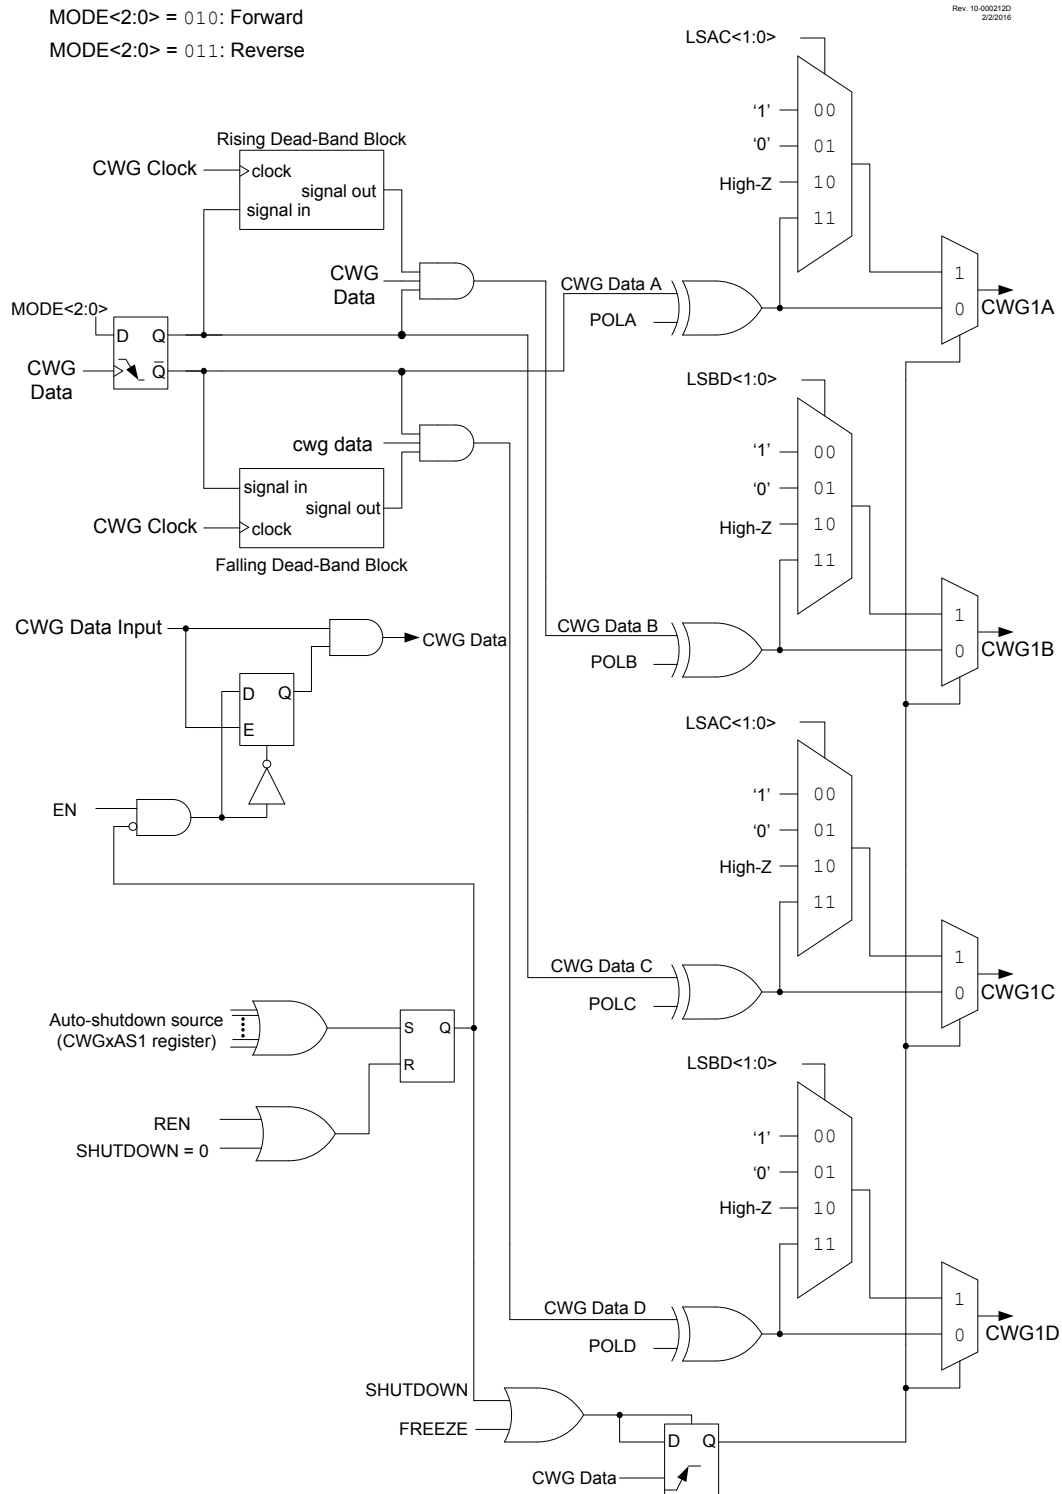 Rev. 10-000212D
2/2/2016
MODE<2:0> = 010: Forward
MODE<2:0> = 011: Reverse
LSAC<1:0>
'1'
00
'0'
01
High-Z
10
11
1
0
CWG1A
Rising Dead-Band Block
CWG Clock
clock
signal out
signal in
CWG
Data
CWG Data A
POLA
MODE<2:0>
D
Q
Q
CWG
Data
cwg data
signal in
signal out
CWG Clock
clock
Falling Dead-Band Block
LSBD<1:0>
'1'
00
'0'
01
High-Z
10
11
1
0
CWG1B
CWG Data B
POLB
CWG Data Input
CWG Data
D
Q
E
EN
LSAC<1:0>
'1'
00
'0'
01
High-Z
10
11
1
0
CWG1C
CWG Data C
POLC
Auto-shutdown source
(CWGxAS1 register)
S
Q
R
REN
SHUTDOWN = 0
LSBD<1:0>
'1'
00
'0'
01
High-Z
10
11
1
0
CWG1D
CWG Data D
POLD
SHUTDOWN
FREEZE
D
Q
CWG Data